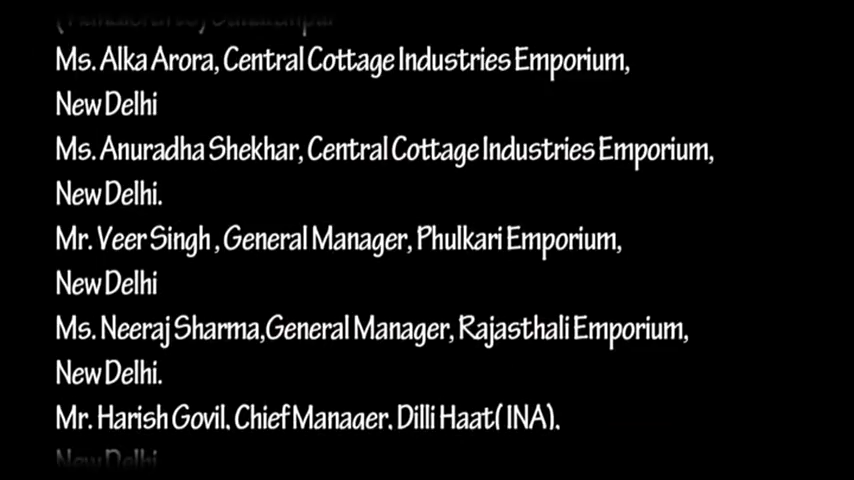 Ms. Alka Arora, Central Cottage Industries Emporium,
New Delhi
Ms. Anuradha Shekhar, Central Cottage Industries Emporium,
New Delhi.
Mr. Veer Singh , General Manager, Phulkari Emporium,
New Delhi
Ms. Neeraj Sharma,General Manager, Rajasthali Emporium,
New Delhi.
Mr. Harish Govil, Chief Manager, Dilli Haat( INA),
New Delhi